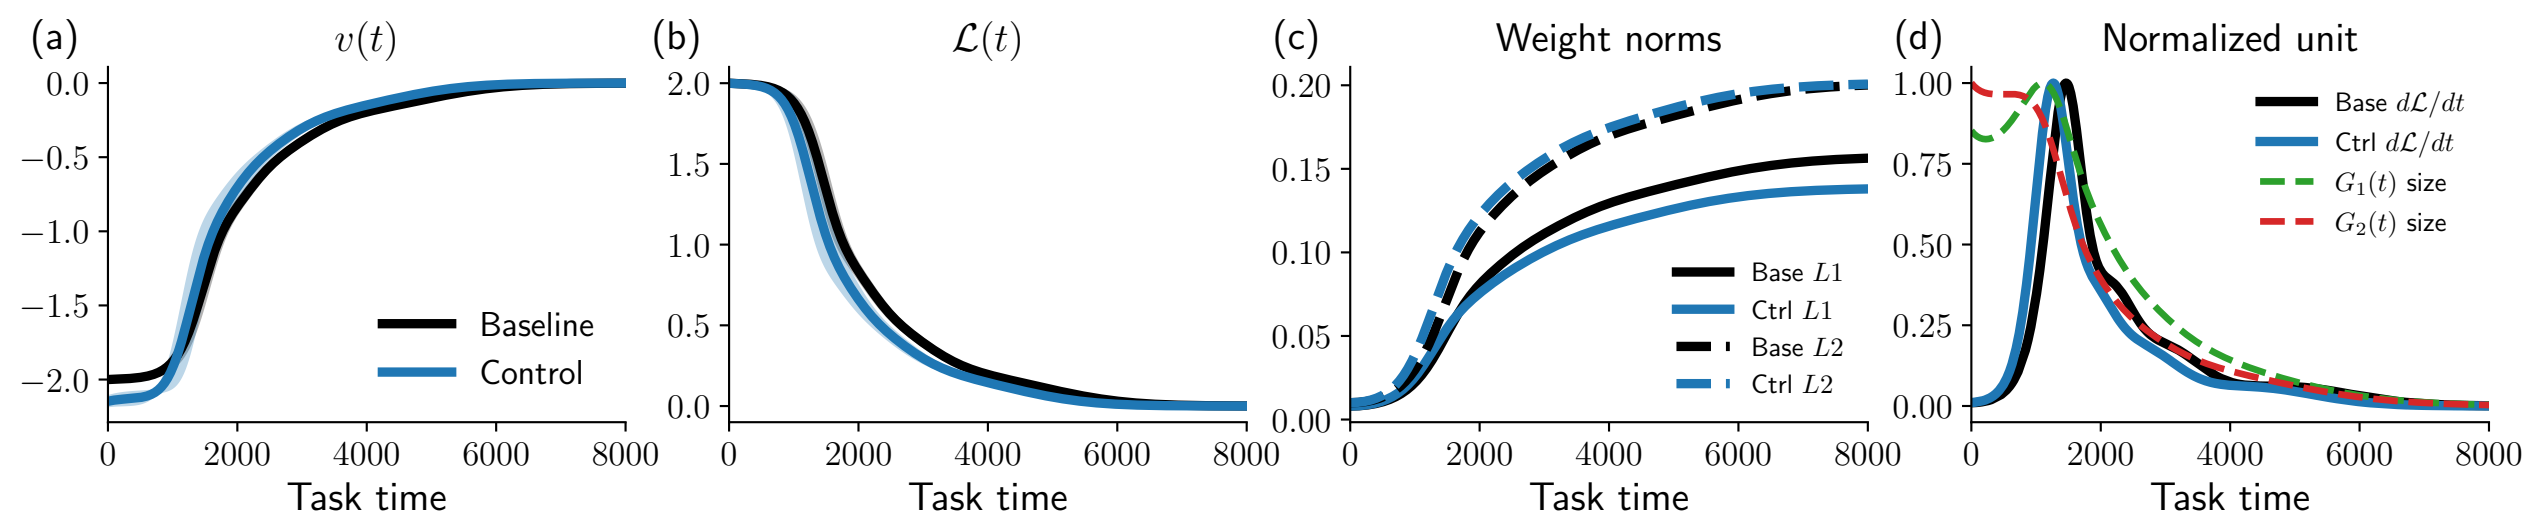 (a) v(t)
0.0
−0.5
−1.0
−1.5
−2.0
0 2000 4000 6000 8000
Task time
Baseline
Control
(b) ℒ(t)
2.0
1.5
1.0
0.5
0.0
0 2000 4000 6000 8000
Task time
(c) Weight norms
0.20
0.15
0.10
0.05
0.00
0 2000 4000 6000 8000
Task time
Base L1
Ctrl L1
Base L2
Ctrl L2
(d) Normalized unit
1.00
0.75
0.50
0.25
0.00
0 2000 4000 6000 8000
Task time
Base dℒ/dt
Ctrl dℒ/dt
G₁(t) size
G₂(t) size